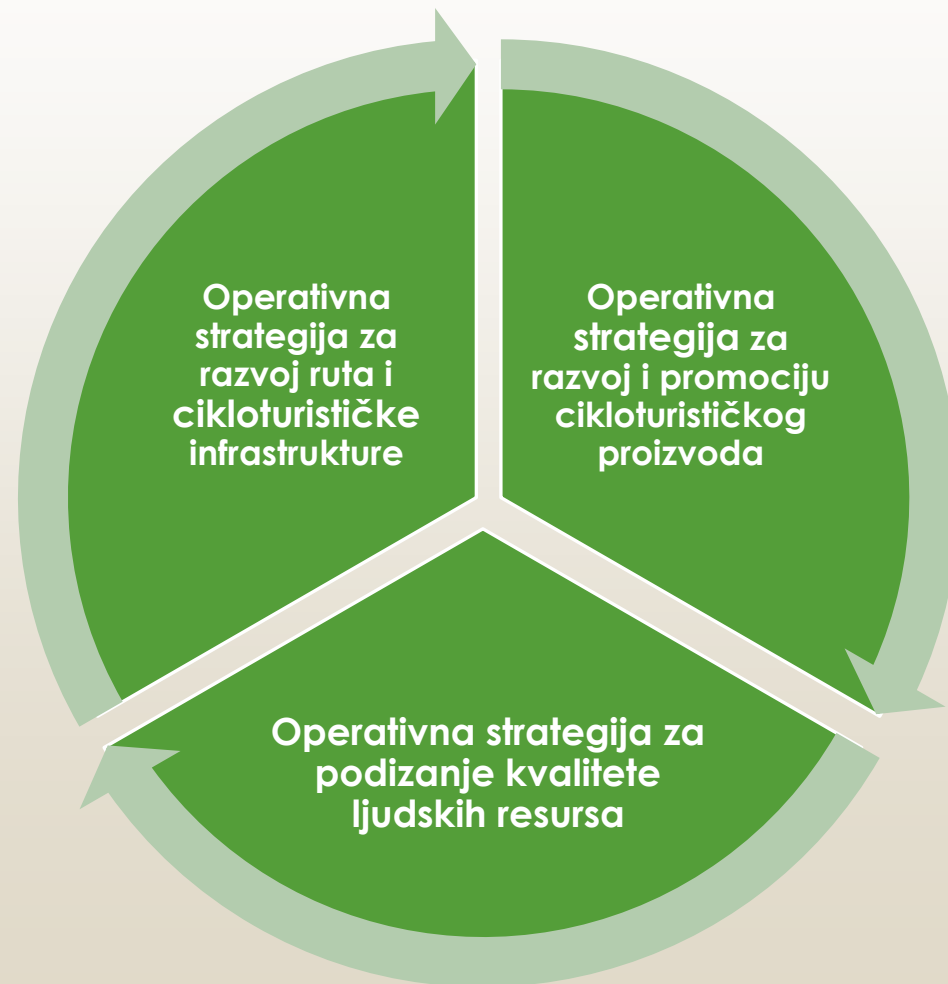 Operativna
strategija za
razvoj ruta i
cikloturističke
infrastrukture
Operativna
strategija za
razvoj i promociju
cikloturističkog
proizvoda
Operativna strategija za
podizanje kvalitete
ljudskih resursa